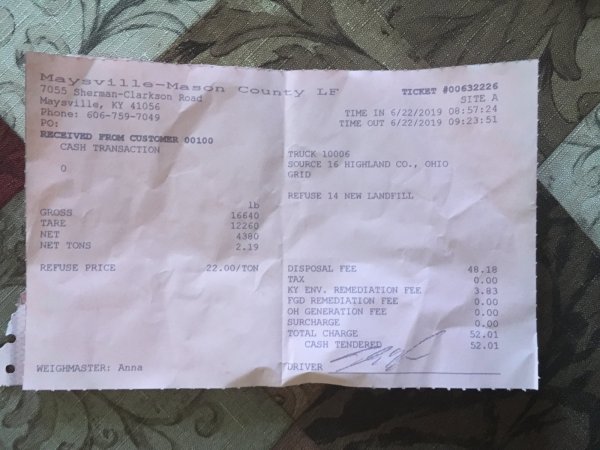 Maysville-Mason County LF
7055 Sherman-Clarkson Road
Maysville, KY 41056
Phone: 606-759-7049
PO:
RECEIVED FROM CUSTOMER 00100
CASH TRANSACTION
0
TICKET #00632226
SITE A
TIME IN 6/22/2019 08:57:24
TIME OUT 6/22/2019 09:23:51
TRUCK 10006
SOURCE 16 HIGHLAND CO., OHIO
GRID
REFUSE 14 NEW LANDFILL
lb
GROSS 16640
TARE 12260
NET 4380
NET TONS 2.19
REFUSE PRICE 22.00/TON
DISPOSAL FEE 48.18
TAX 0.00
KY ENV. REMEDIATION FEE 3.83
FGD REMEDIATION FEE 0.00
OH GENERATION FEE 0.00
SURCHARGE 0.00
TOTAL CHARGE 52.01
CASH TENDERED 52.01
WEIGHMASTER: Anna
DRIVER